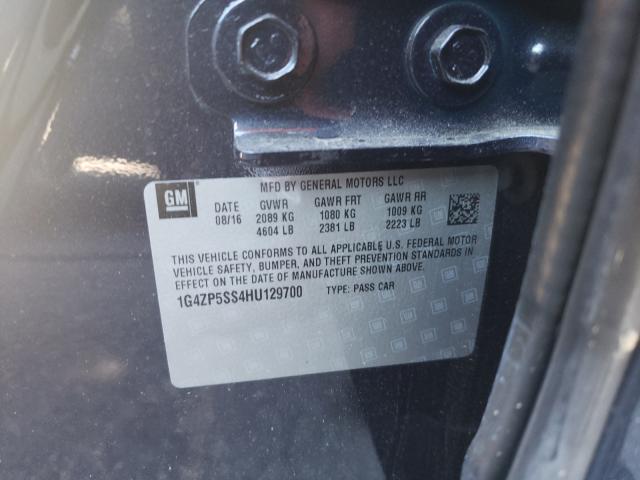 GM
MFD BY GENERAL MOTORS LLC
DATE GVWR GAWR FRT GAWR RR
08/16 2089 KG 1080 KG 1009 KG
4604 LB 2381 LB 2223 LB
THIS VEHICLE CONFORMS TO ALL APPLICABLE U.S. FEDERAL MOTOR
VEHICLE SAFETY, BUMPER, AND THEFT PREVENTION STANDARDS IN
EFFECT ON THE DATE OF MANUFACTURE SHOWN ABOVE.
1G4ZP5SS4HU129700 TYPE: PASS CAR